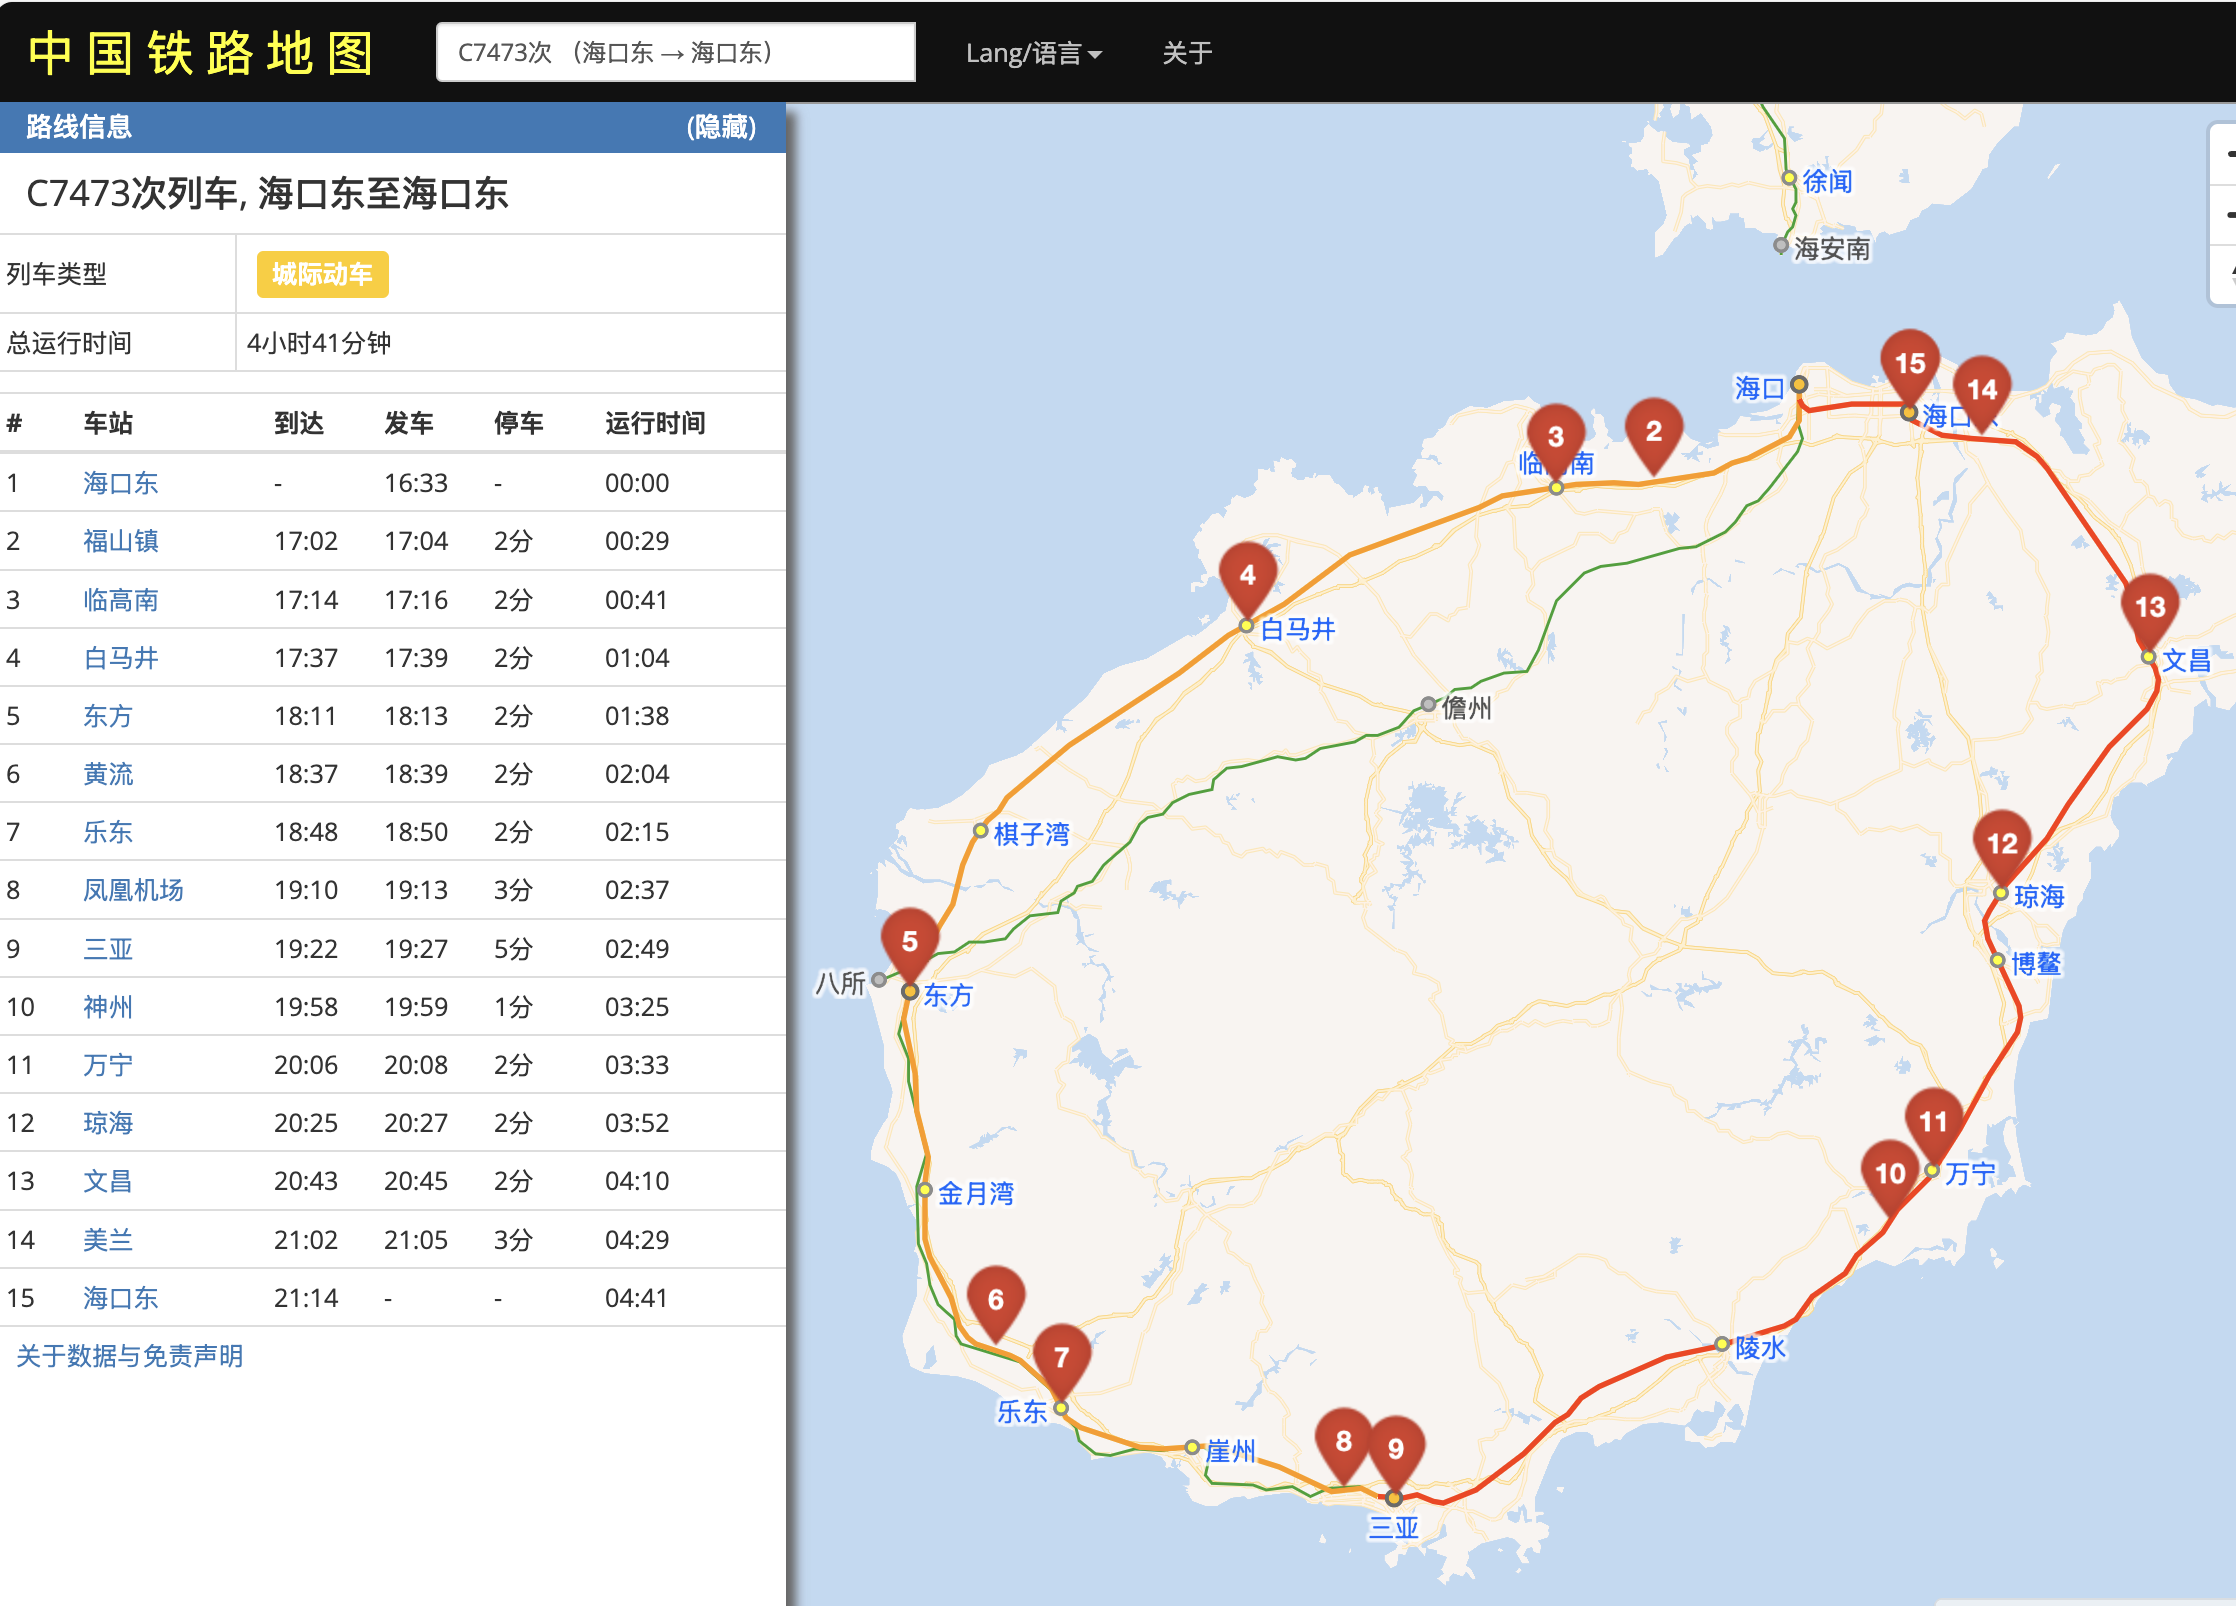 中国铁路地图
C7473次 （海口东 → 海口东）
Lang/语言
关于
路线信息
(隐藏)
C7473次列车, 海口东至海口东
列车类型 城际动车
总运行时间 4小时41分钟
# 车站 到达 发车 停车 运行时间
1 海口东 - 16:33 - 00:00
2 福山镇 17:02 17:04 2分 00:29
3 临高南 17:14 17:16 2分 00:41
4 白马井 17:37 17:39 2分 01:04
5 东方 18:11 18:13 2分 01:38
6 黄流 18:37 18:39 2分 02:04
7 乐东 18:48 18:50 2分 02:15
8 凤凰机场 19:10 19:13 3分 02:37
9 三亚 19:22 19:27 5分 02:49
10 神州 19:58 19:59 1分 03:25
11 万宁 20:06 20:08 2分 03:33
12 琼海 20:25 20:27 2分 03:52
13 文昌 20:43 20:45 2分 04:10
14 美兰 21:02 21:05 3分 04:29
15 海口东 21:14 - - 04:41
关于数据与免责声明
徐闻
海安南
15
海口
14
海口
2
3
临高南
4
白马井
13
文昌
儋州
棋子湾
12
琼海
5
博鳌
八所
东方
11
10
万宁
金月湾
6
7
陵水
乐东
8
9
崖州
三亚